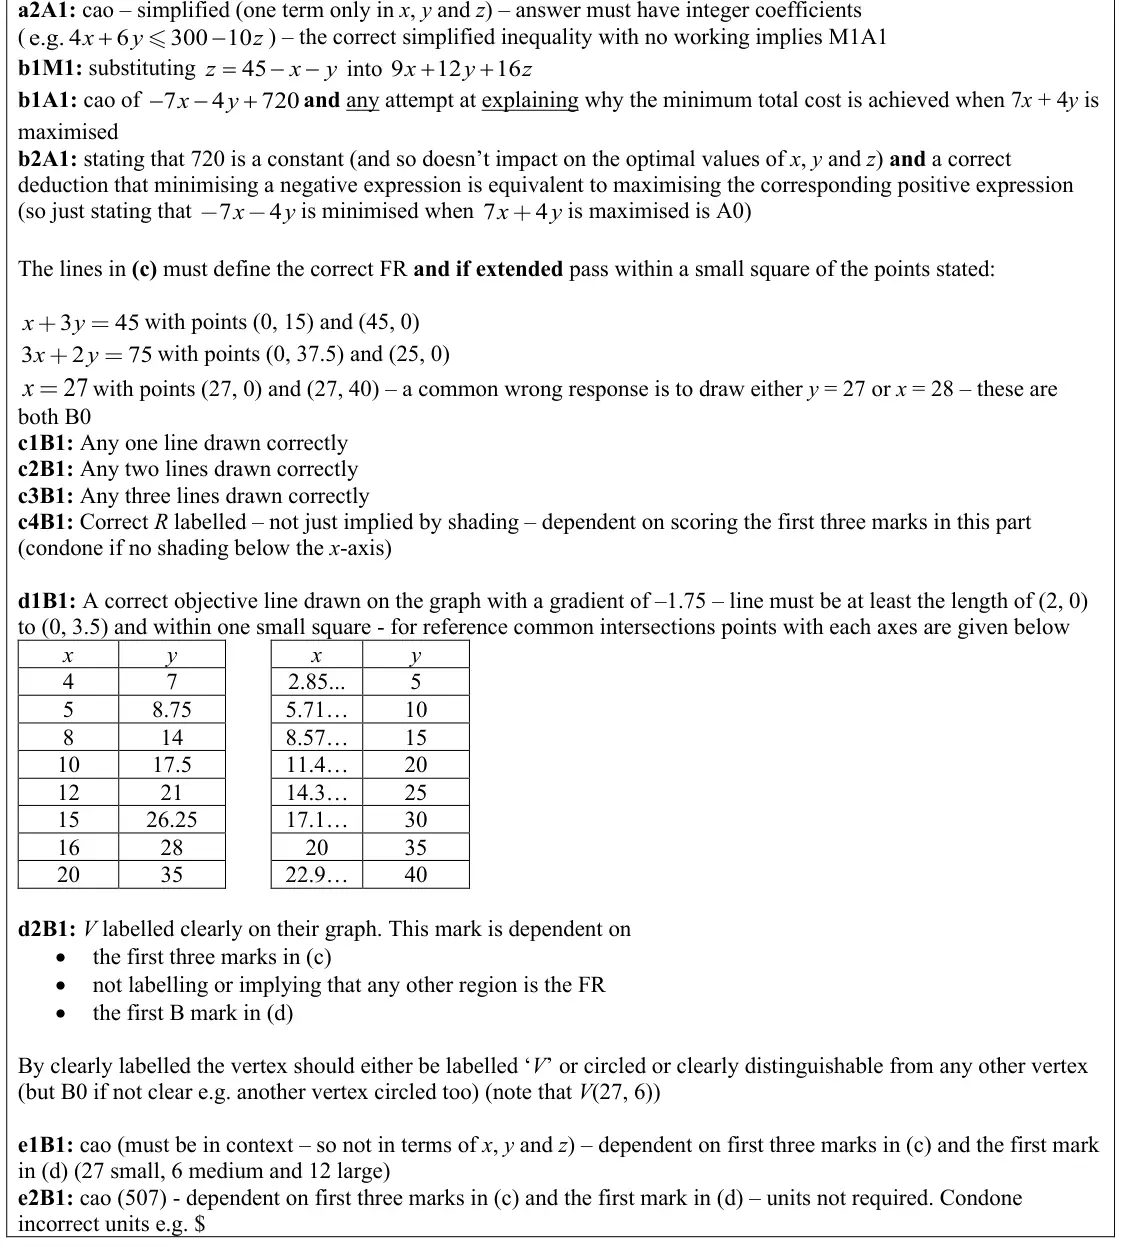 a2A1: cao – simplified (one term only in x, y and z) – answer must have integer coefficients
( e.g. 4x + 6y ⩽ 300 − 10z ) – the correct simplified inequality with no working implies M1A1
b1M1: substituting z = 45 − x − y into 9x + 12y + 16z
b1A1: cao of −7x − 4y + 720 and any attempt at explaining why the minimum total cost is achieved when 7x + 4y is
maximised
b2A1: stating that 720 is a constant (and so doesn’t impact on the optimal values of x, y and z) and a correct
deduction that minimising a negative expression is equivalent to maximising the corresponding positive expression
(so just stating that −7x − 4y is minimised when 7x + 4y is maximised is A0)
The lines in (c) must define the correct FR and if extended pass within a small square of the points stated:
x + 3y = 45 with points (0, 15) and (45, 0)
3x + 2y = 75 with points (0, 37.5) and (25, 0)
x = 27 with points (27, 0) and (27, 40) – a common wrong response is to draw either y = 27 or x = 28 – these are
both B0
c1B1: Any one line drawn correctly
c2B1: Any two lines drawn correctly
c3B1: Any three lines drawn correctly
c4B1: Correct R labelled – not just implied by shading – dependent on scoring the first three marks in this part
(condone if no shading below the x-axis)
d1B1: A correct objective line drawn on the graph with a gradient of –1.75 – line must be at least the length of (2, 0)
to (0, 3.5) and within one small square - for reference common intersections points with each axes are given below
x y x y
4 7 2.85... 5
5 8.75 5.71… 10
8 14 8.57… 15
10 17.5 11.4… 20
12 21 14.3… 25
15 26.25 17.1… 30
16 28 20 35
20 35 22.9… 40
d2B1: V labelled clearly on their graph. This mark is dependent on
• the first three marks in (c)
• not labelling or implying that any other region is the FR
• the first B mark in (d)
By clearly labelled the vertex should either be labelled ‘V’ or circled or clearly distinguishable from any other vertex
(but B0 if not clear e.g. another vertex circled too) (note that V(27, 6))
e1B1: cao (must be in context – so not in terms of x, y and z) – dependent on first three marks in (c) and the first mark
in (d) (27 small, 6 medium and 12 large)
e2B1: cao (507) - dependent on first three marks in (c) and the first mark in (d) – units not required. Condone
incorrect units e.g. $